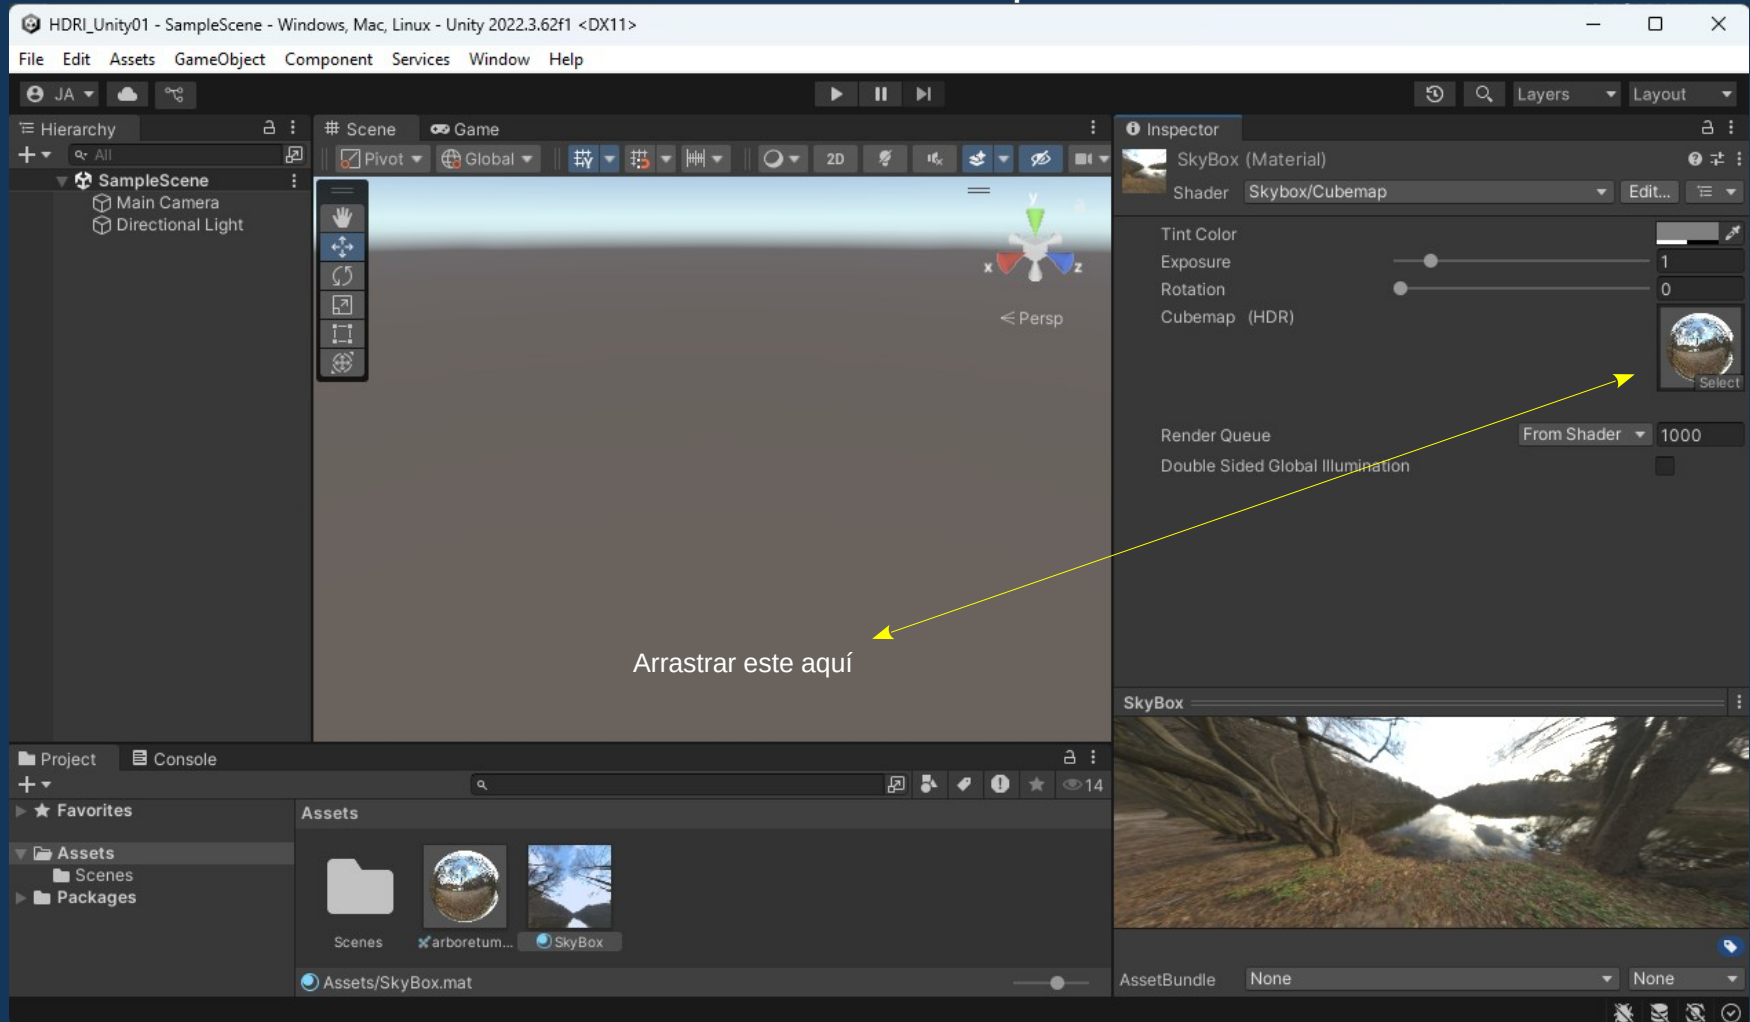 HDRI_Unity01 - SampleScene - Windows, Mac, Linux - Unity 2022.3.62f1 <DX11>
File Edit Assets GameObject Component Services Window Help
JA
Layers
Layout
Hierarchy
All
SampleScene
Main Camera
Directional Light
Scene
Game
Pivot
Global
2D
y
x
z
Persp
Arrastrar este aquí
Inspector
SkyBox (Material)
Shader Skybox/Cubemap Edit...
Tint Color
Exposure 1
Rotation 0
Cubemap (HDR)
Select
Render Queue From Shader 1000
Double Sided Global Illumination
SkyBox
AssetBundle None None
Project
Console
14
Favorites
Assets
Scenes
Packages
Assets
Scenes
arboretum...
SkyBox
Assets/SkyBox.mat